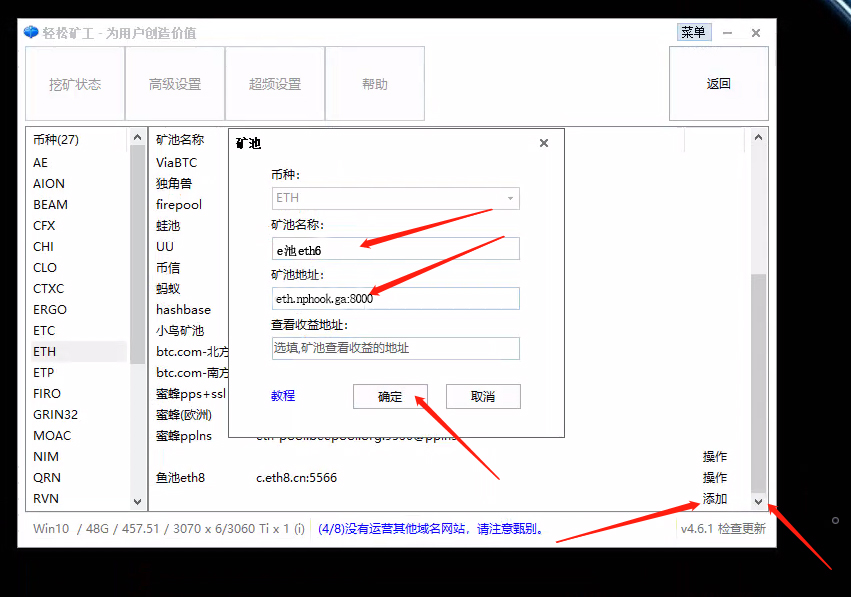 轻松矿工 - 为用户创造价值
菜单
挖矿状态
高级设置
超频设置
帮助
返回
币种(27)
AE
AION
BEAM
CFX
CHI
CLO
CTXC
ERGO
ETC
ETH
ETP
FIRO
GRIN32
MOAC
NIM
QRN
RVN
矿池名称
ViaBTC
独角兽
firepool
蛙池
UU
币信
蚂蚁
hashbase
小鸟矿池
btc.com-北方
btc.com-南方
蜜蜂pps+ssl
蜜蜂(欧洲)
蜜蜂pplns
鱼池eth8
c.eth8.cn:5566
矿池
币种：
ETH
矿池名称：
e池eth6
矿池地址：
eth.nphook.ga:8000
查看收益地址：
选填,矿池查看收益的地址
教程
确定
取消
操作
操作
添加
Win10 / 48G / 457.51 / 3070 x 6/3060 Ti x 1 (i)
(4/8)没有运营其他域名网站，请注意甄别。
v4.6.1 检查更新